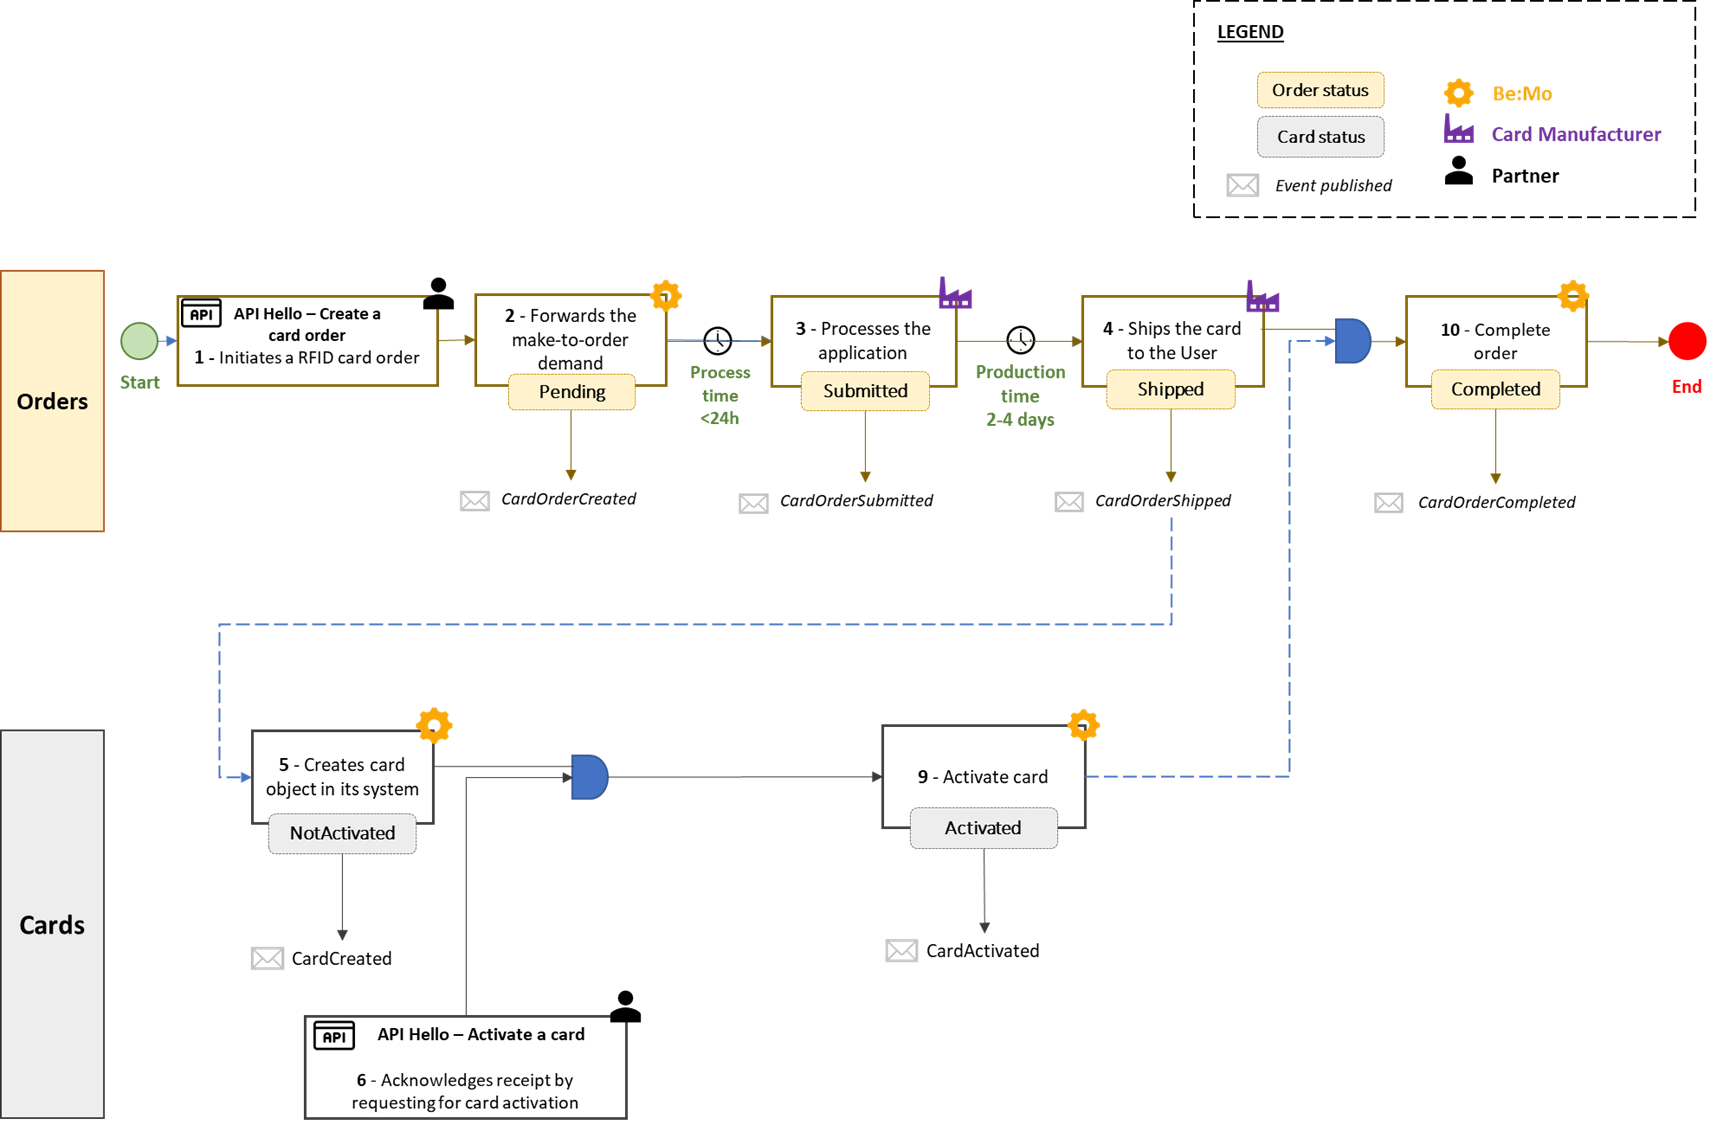 LEGEND
Order status
Be:Mo
Card status
Card Manufacturer
Event published
Partner
Orders
Start
API
API Hello – Create a
card order
1 - Initiates a RFID card order
2 - Forwards the
make-to-order
demand
Pending
CardOrderCreated
Process
time
<24h
3 - Processes the
application
Submitted
CardOrderSubmitted
Production
time
2-4 days
4 - Ships the card
to the User
Shipped
CardOrderShipped
10 - Complete
order
Completed
CardOrderCompleted
End
Cards
5 - Creates card
object in its system
NotActivated
CardCreated
9 - Activate card
Activated
CardActivated
API
API Hello – Activate a card
6 - Acknowledges receipt by
requesting for card activation